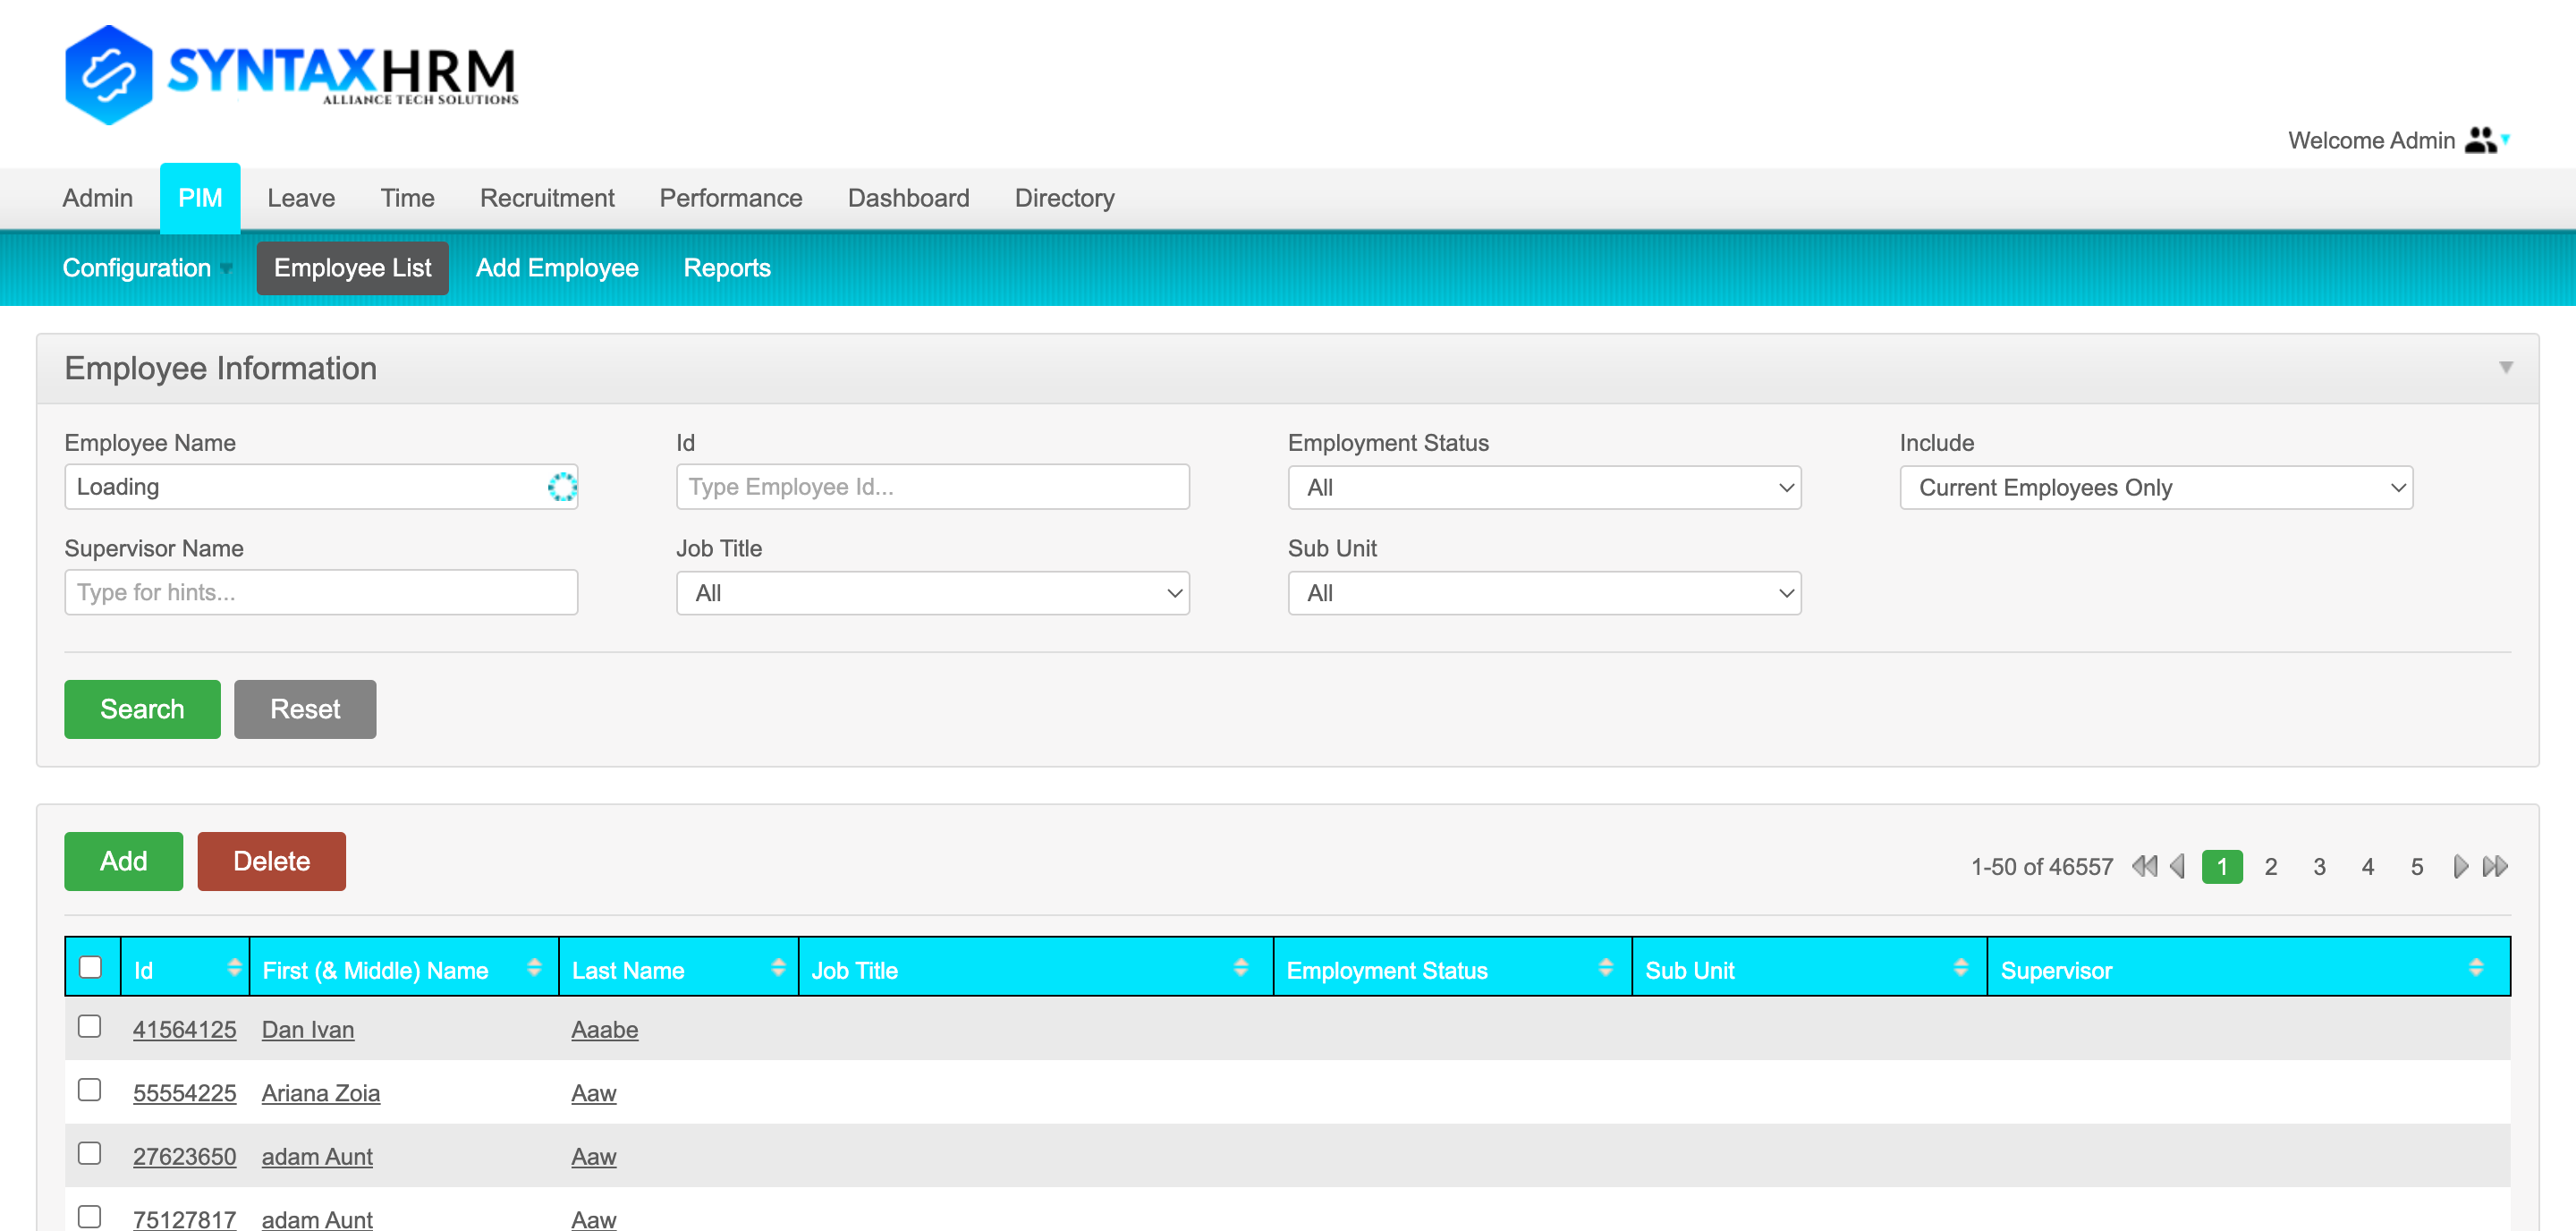 SYNTAXHRM
ALLIANCE TECH SOLUTIONS
Welcome Admin
Admin PIM Leave Time Recruitment Performance Dashboard Directory
Configuration Employee List Add Employee Reports
Employee Information
Employee Name Id Employment Status Include
Loading Type Employee Id... All Current Employees Only
Supervisor Name Job Title Sub Unit
Type for hints... All All
Search Reset
Add Delete 1-50 of 46557 1 2 3 4 5
Id First (& Middle) Name Last Name Job Title Employment Status Sub Unit Supervisor
41564125 Dan Ivan Aaabe
55554225 Ariana Zoia Aaw
27623650 adam Aunt Aaw
75127817 adam Aunt Aaw